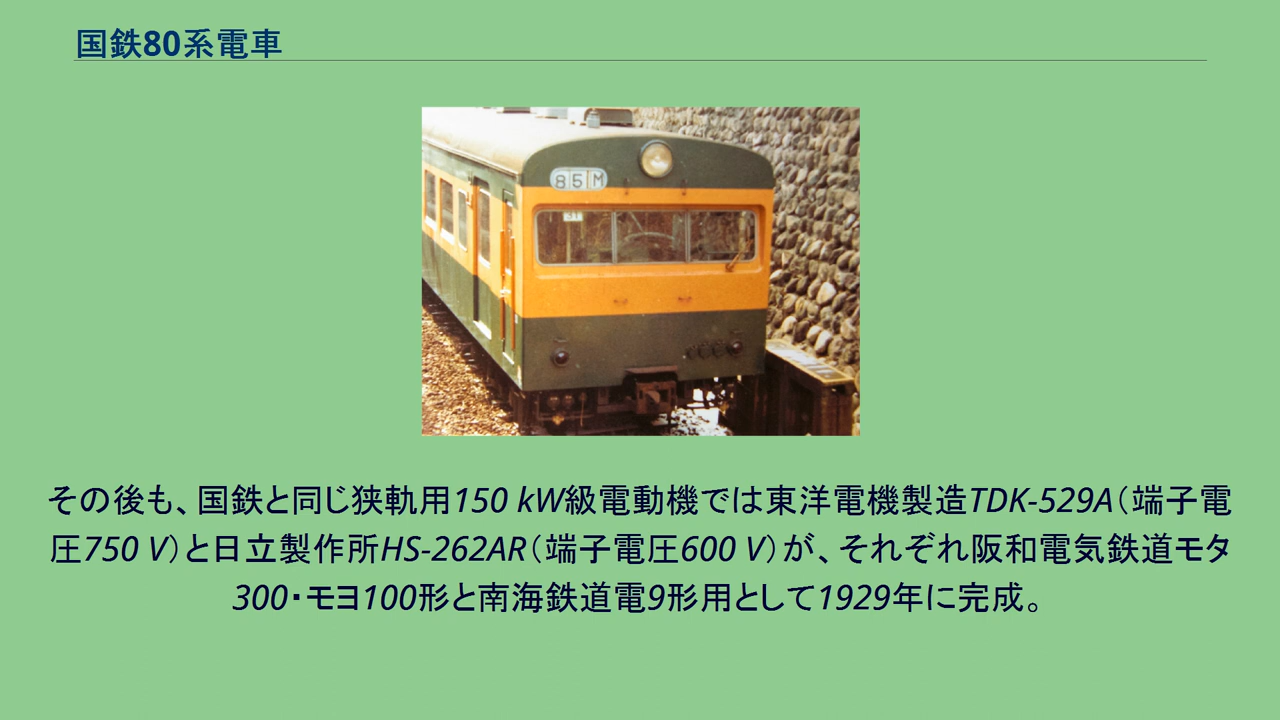 国鉄80系電車
85M
その後も、国鉄と同じ狭軌用150 kW級電動機では東洋電機製造TDK-529A（端子電
圧750 V）と日立製作所HS-262AR（端子電圧600 V）が、それぞれ阪和電気鉄道モタ
300・モヨ100形と南海鉄道電9形用として1929年に完成。